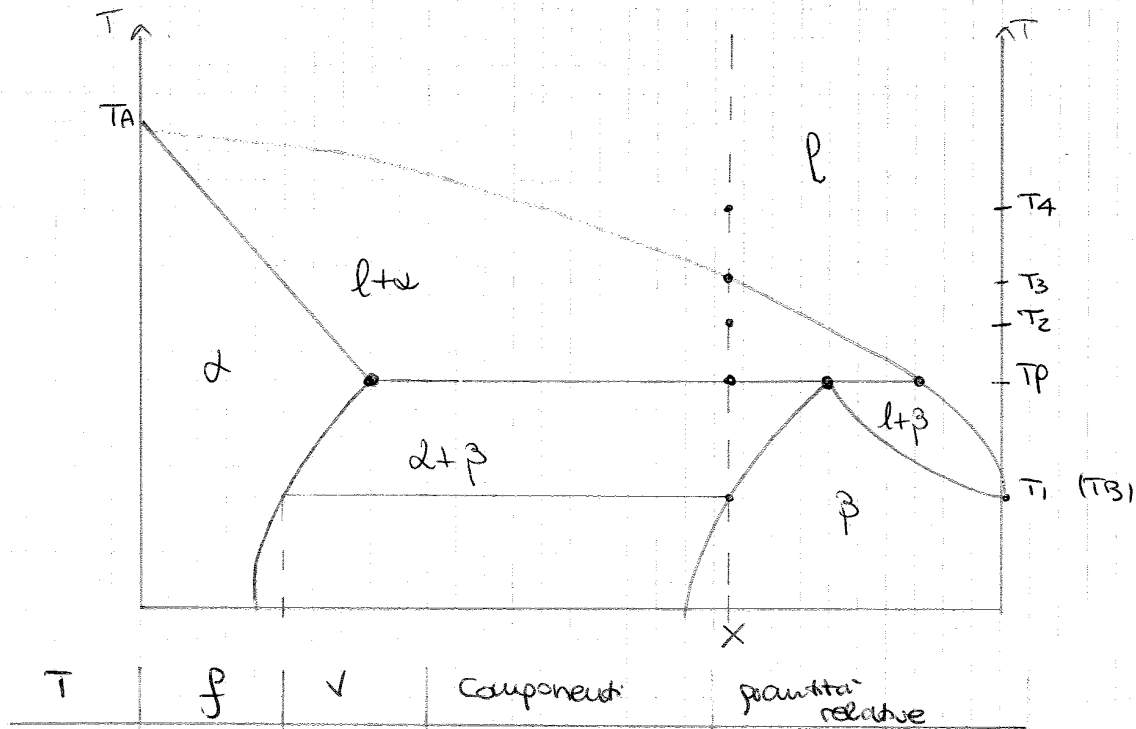 T T
TA
l
T4
l+α
T3
T2
α
TP
l+β
α+β
T1 (TB)
β
X
T f V Componenti quantità
relative